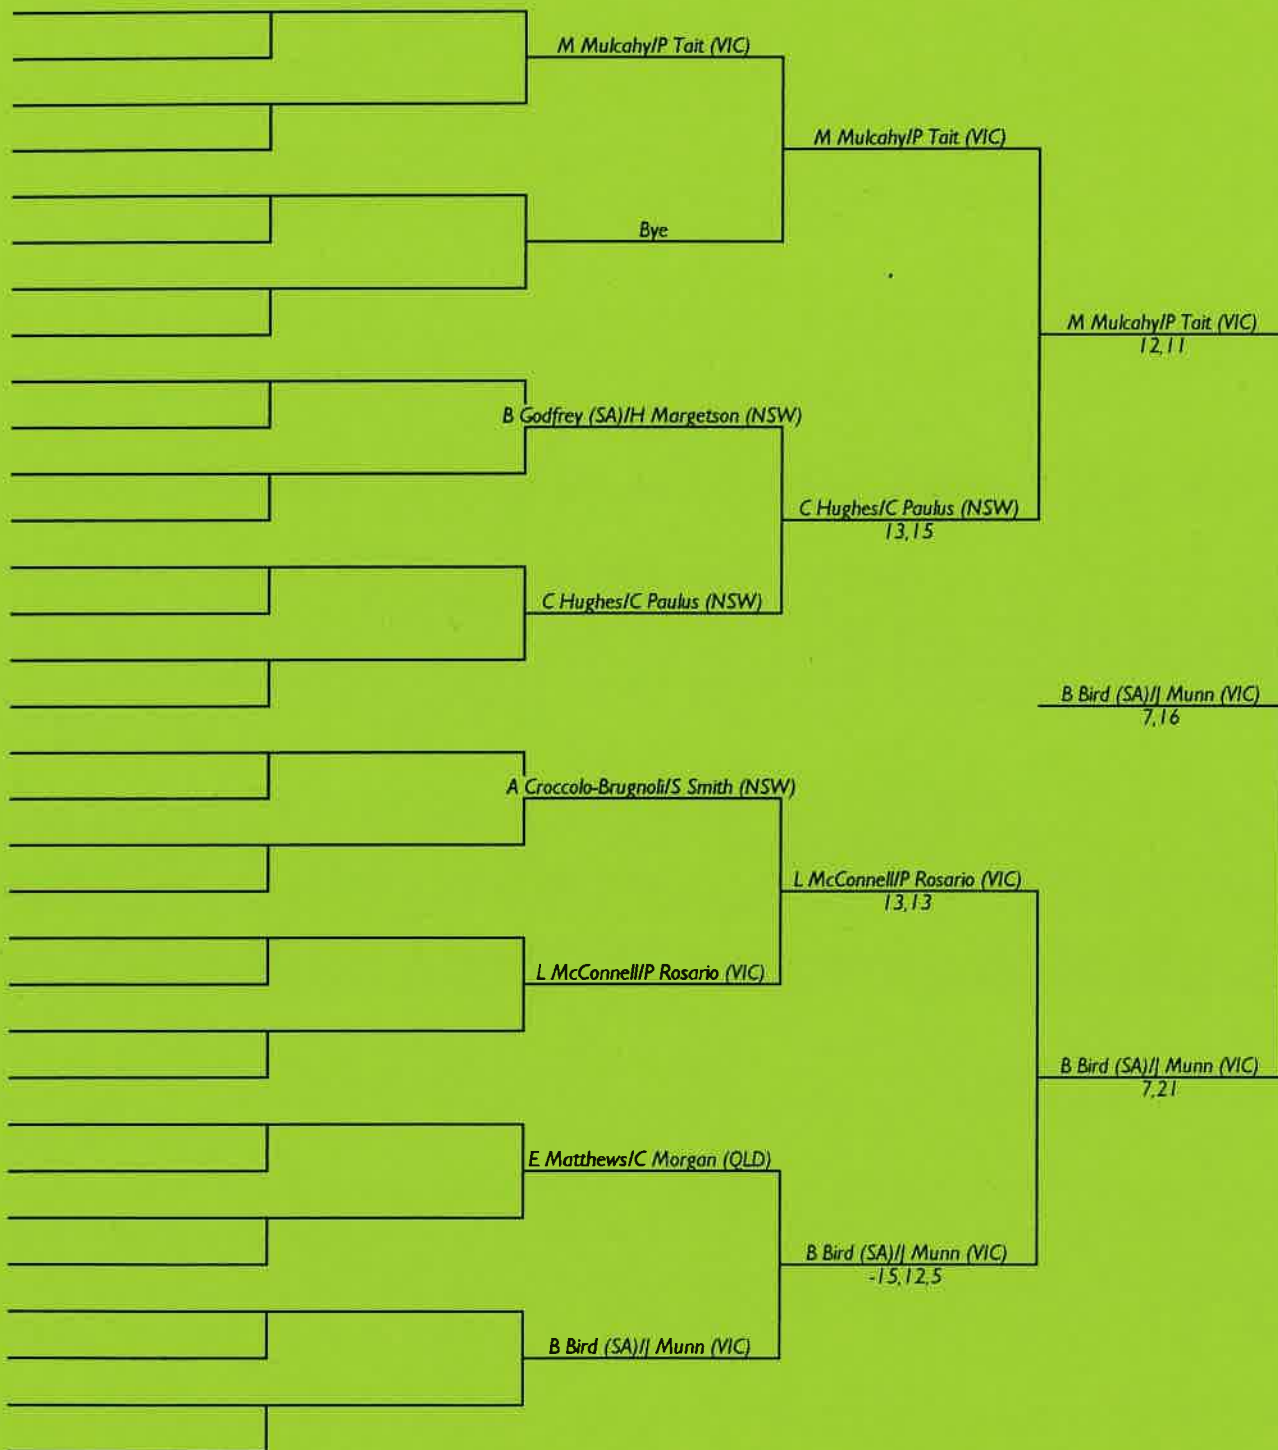 M Mulcahy/P Tait (VIC)
M Mulcahy/P Tait (VIC)
Bye
M Mulcahy/P Tait (VIC)
12,11
B Godfrey (SA)/H Margetson (NSW)
C Hughes/C Paulus (NSW)
13,15
C Hughes/C Paulus (NSW)
B Bird (SA)/J Munn (VIC)
7,16
A Croccolo-Brugnoli/S Smith (NSW)
L McConnell/P Rosario (VIC)
13,13
L McConnell/P Rosario (VIC)
B Bird (SA)/J Munn (VIC)
7,21
E Matthews/C Morgan (QLD)
B Bird (SA)/J Munn (VIC)
-15,12,5
B Bird (SA)/J Munn (VIC)